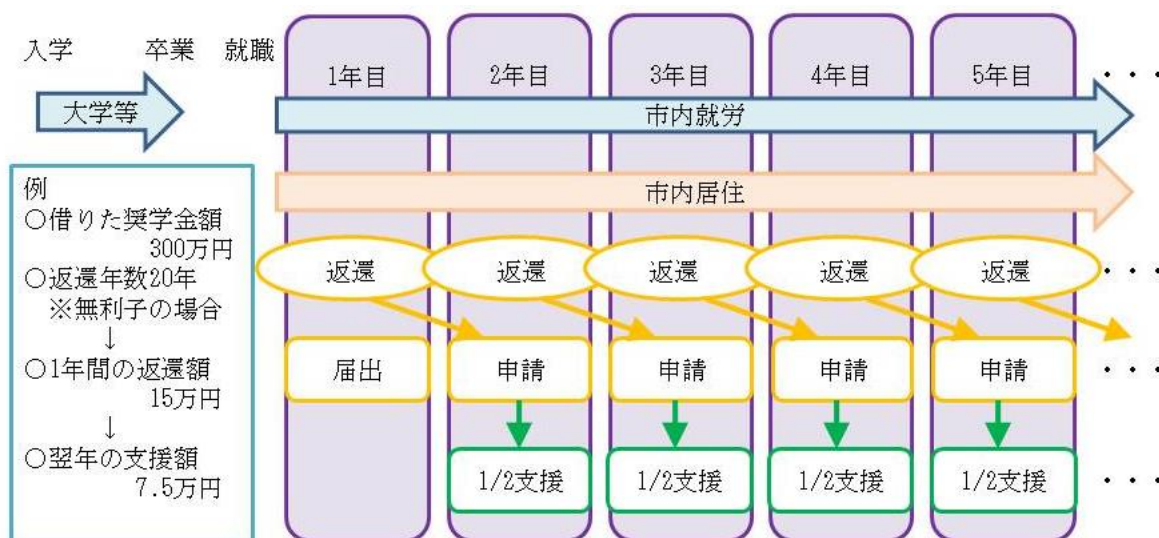 入学 卒業 就職
大学等
1年目 2年目 3年目 4年目 5年目 ・・・
市内就労
市内居住
例
○借りた奨学金額
300万円
○返還年数20年
※無利子の場合
↓
○1年間の返還額
15万円
↓
○翌年の支援額
7.5万円
返還 返還 返還 返還 返還 ・・・
届出 申請 申請 申請 申請 ・・・
1/2支援 1/2支援 1/2支援 1/2支援 ・・・